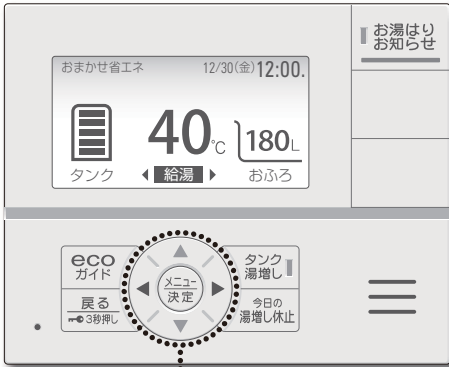 お湯はり
お知らせ
おまかせ省エネ 12/30(金)12:00.
40℃ 180L
タンク ◀ 給湯 ▶ おふろ
eco
ガイド
タンク
湯増し
メニュー
決定
戻る
3秒押し
今日の
湯増し休止